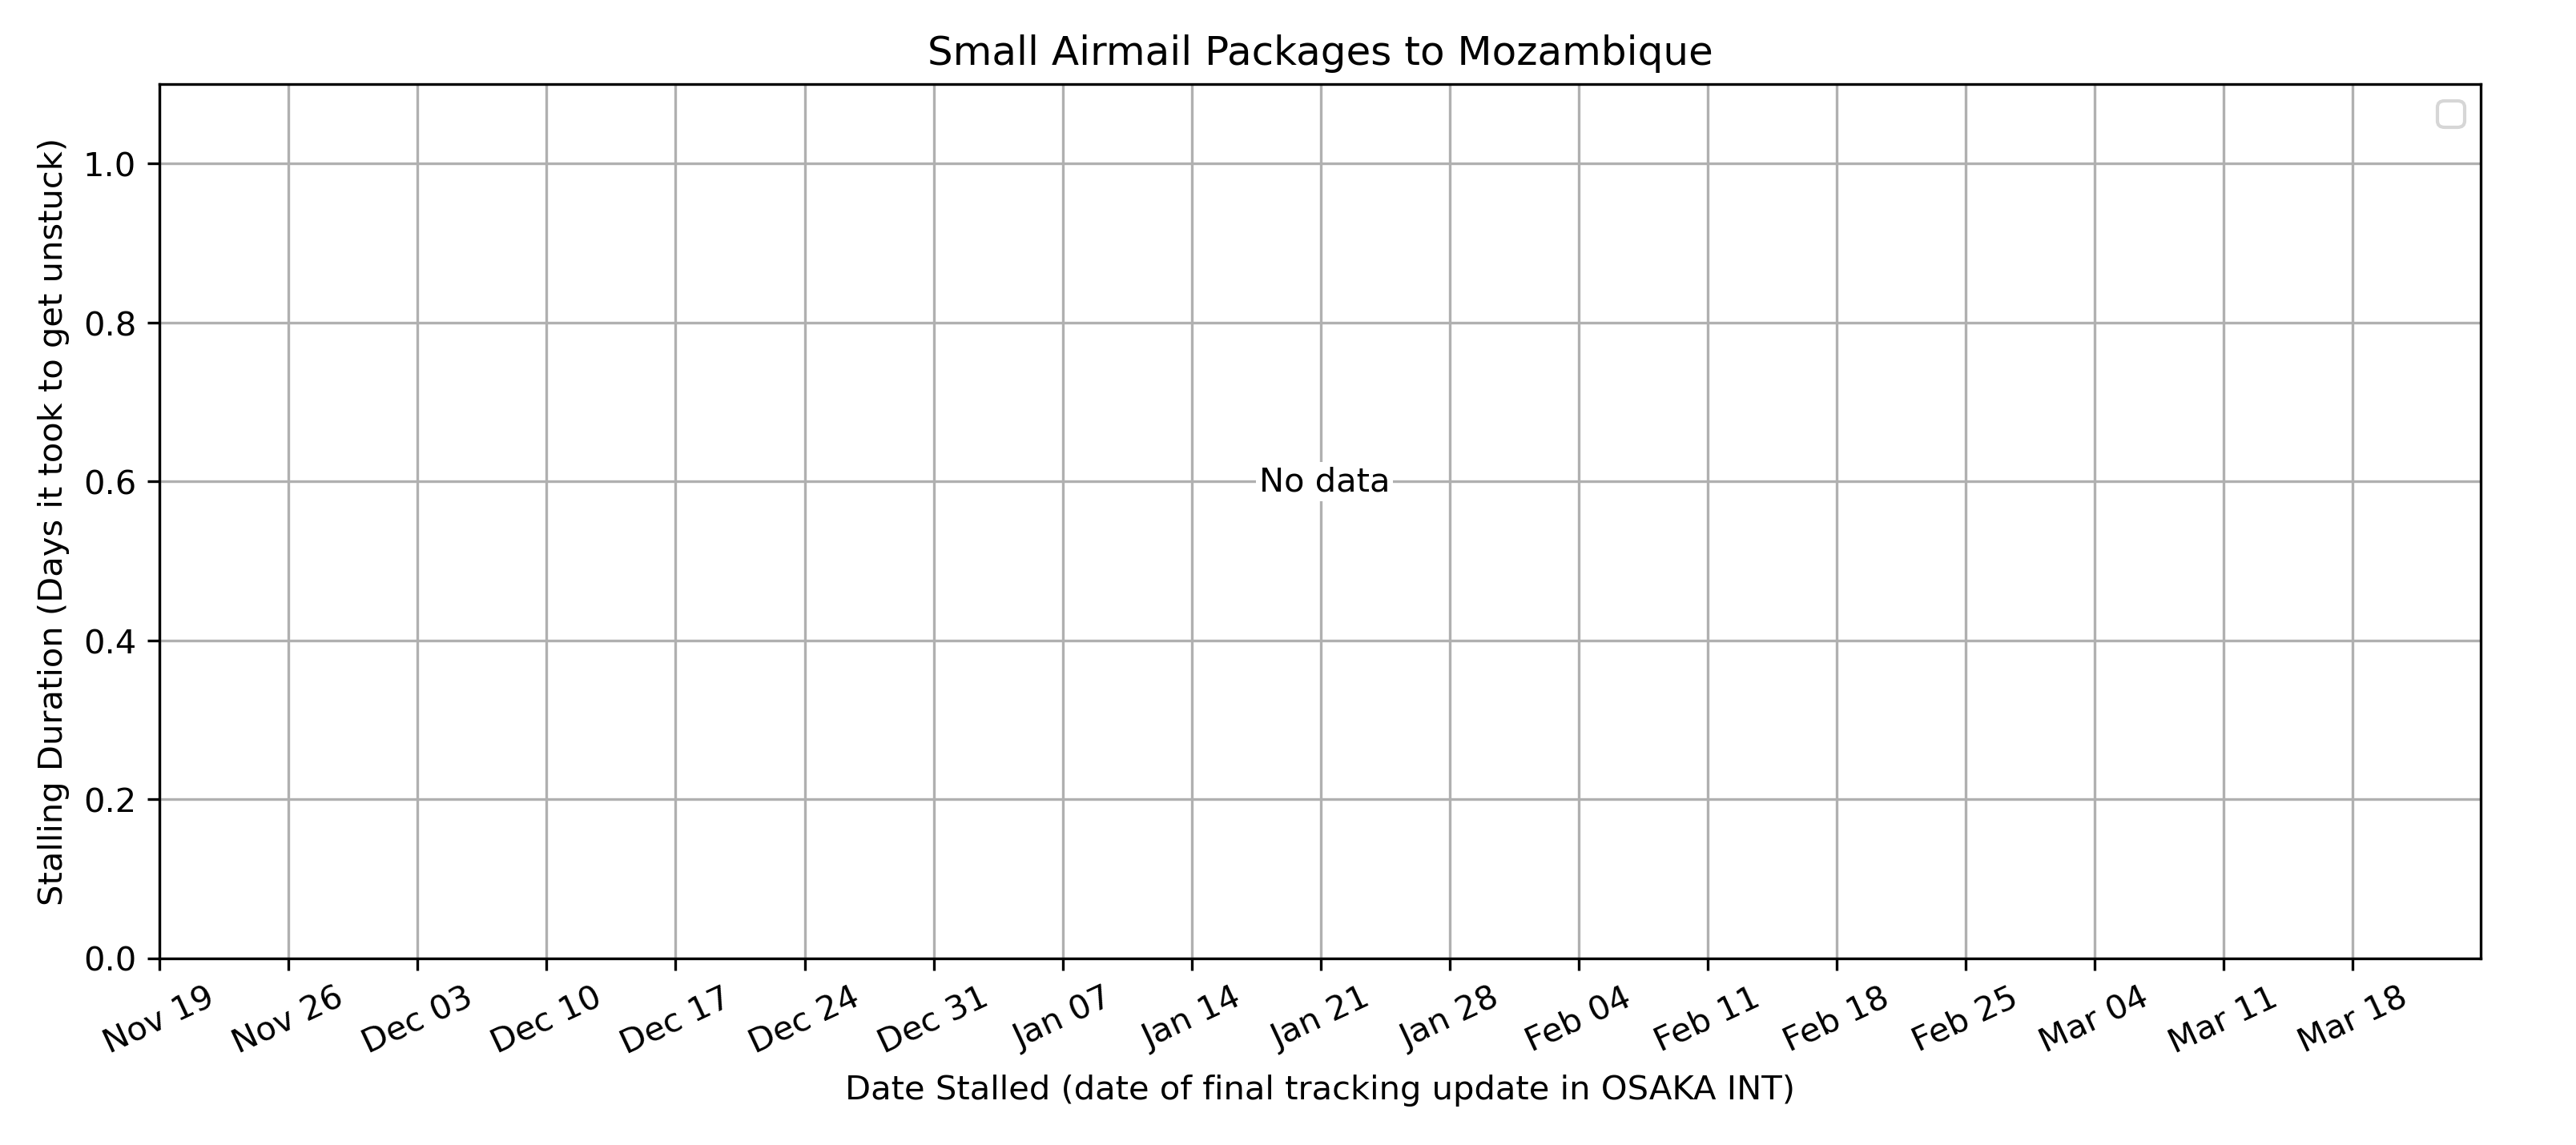 Small Airmail Packages to Mozambique
Stalling Duration (Days it took to get unstuck)
1.0
0.8
0.6
0.4
0.2
0.0
No data
Nov 19
Nov 26
Dec 03
Dec 10
Dec 17
Dec 24
Dec 31
Jan 07
Jan 14
Jan 21
Jan 28
Feb 04
Feb 11
Feb 18
Feb 25
Mar 04
Mar 11
Mar 18
Date Stalled (date of final tracking update in OSAKA INT)